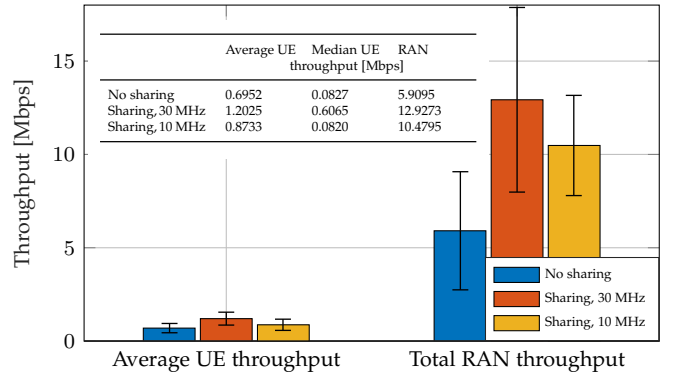 Throughput [Mbps]
15
10
5
0
Average UE Median UE RAN
throughput [Mbps]
No sharing 0.6952 0.0827 5.9095
Sharing, 30 MHz 1.2025 0.6065 12.9273
Sharing, 10 MHz 0.8733 0.0820 10.4795
No sharing
Sharing, 30 MHz
Sharing, 10 MHz
Average UE throughput Total RAN throughput